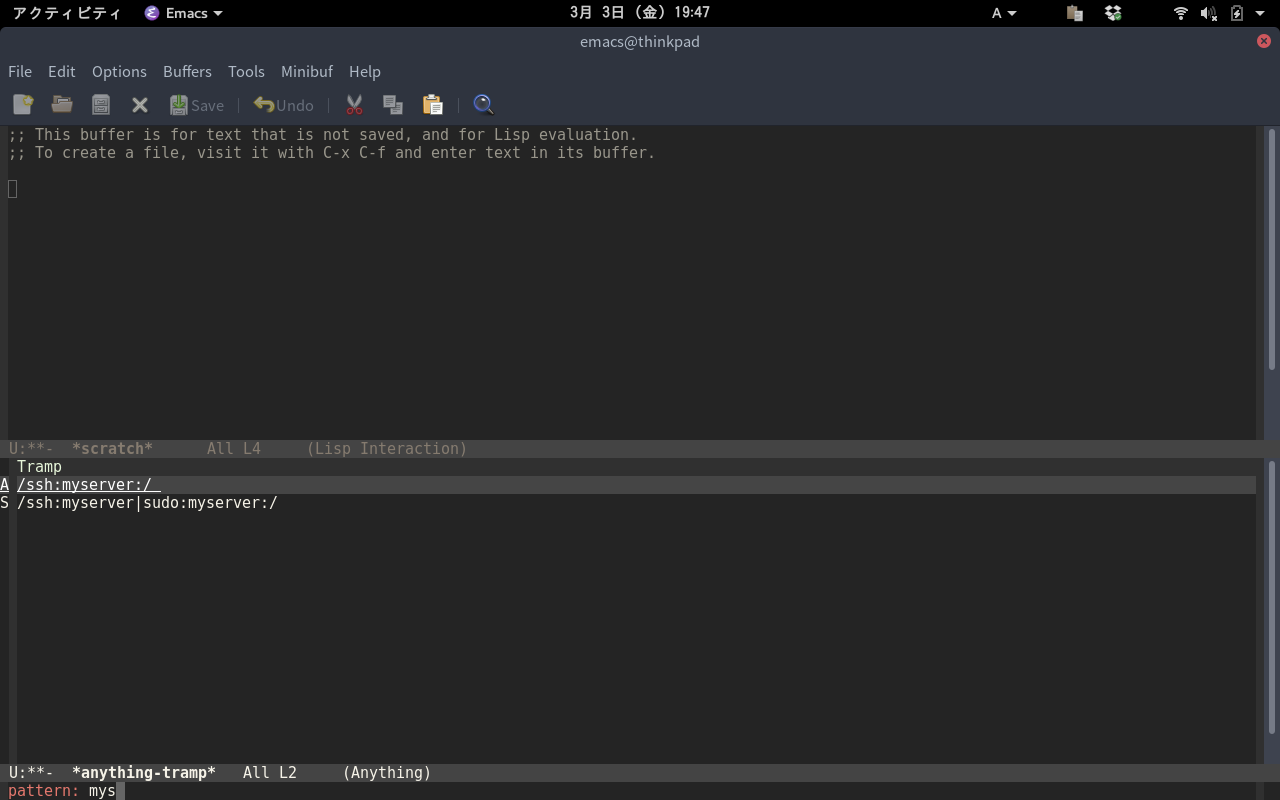 アクティビティ Emacs 3月 3日 (金) 19:47 A
emacs@thinkpad
File Edit Options Buffers Tools Minibuf Help
Save Undo
;; This buffer is for text that is not saved, and for Lisp evaluation.
;; To create a file, visit it with C-x C-f and enter text in its buffer.
U:**-  *scratch*      All L4     (Lisp Interaction)
Tramp
A /ssh:myserver:/
S /ssh:myserver|sudo:myserver:/
U:**-  *anything-tramp*   All L2     (Anything)
pattern: mys